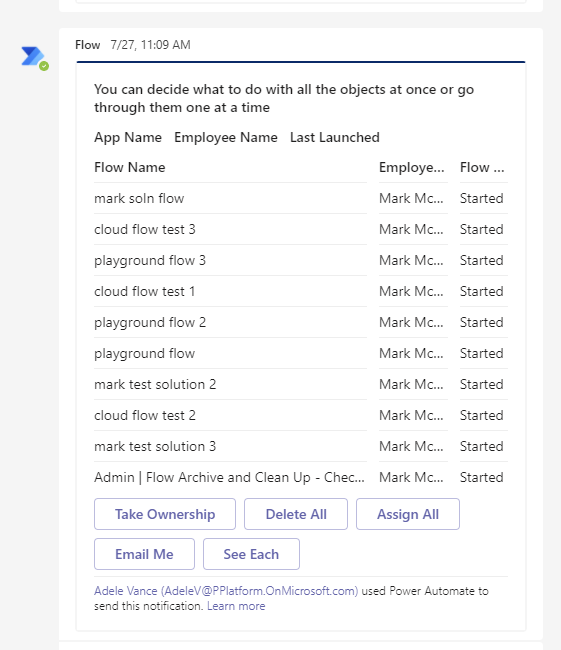 Flow 7/27, 11:09 AM
You can decide what to do with all the objects at once or go
through them one at a time
App Name Employee Name Last Launched
Flow Name Employe... Flow ...
mark soln flow Mark Mc... Started
cloud flow test 3 Mark Mc... Started
playground flow 3 Mark Mc... Started
cloud flow test 1 Mark Mc... Started
playground flow 2 Mark Mc... Started
playground flow Mark Mc... Started
mark test solution 2 Mark Mc... Started
cloud flow test 2 Mark Mc... Started
mark test solution 3 Mark Mc... Started
Admin | Flow Archive and Clean Up - Chec... Mark Mc... Started
Take Ownership Delete All Assign All
Email Me See Each
Adele Vance (AdeleV@PPlatform.OnMicrosoft.com) used Power Automate to
send this notification. Learn more